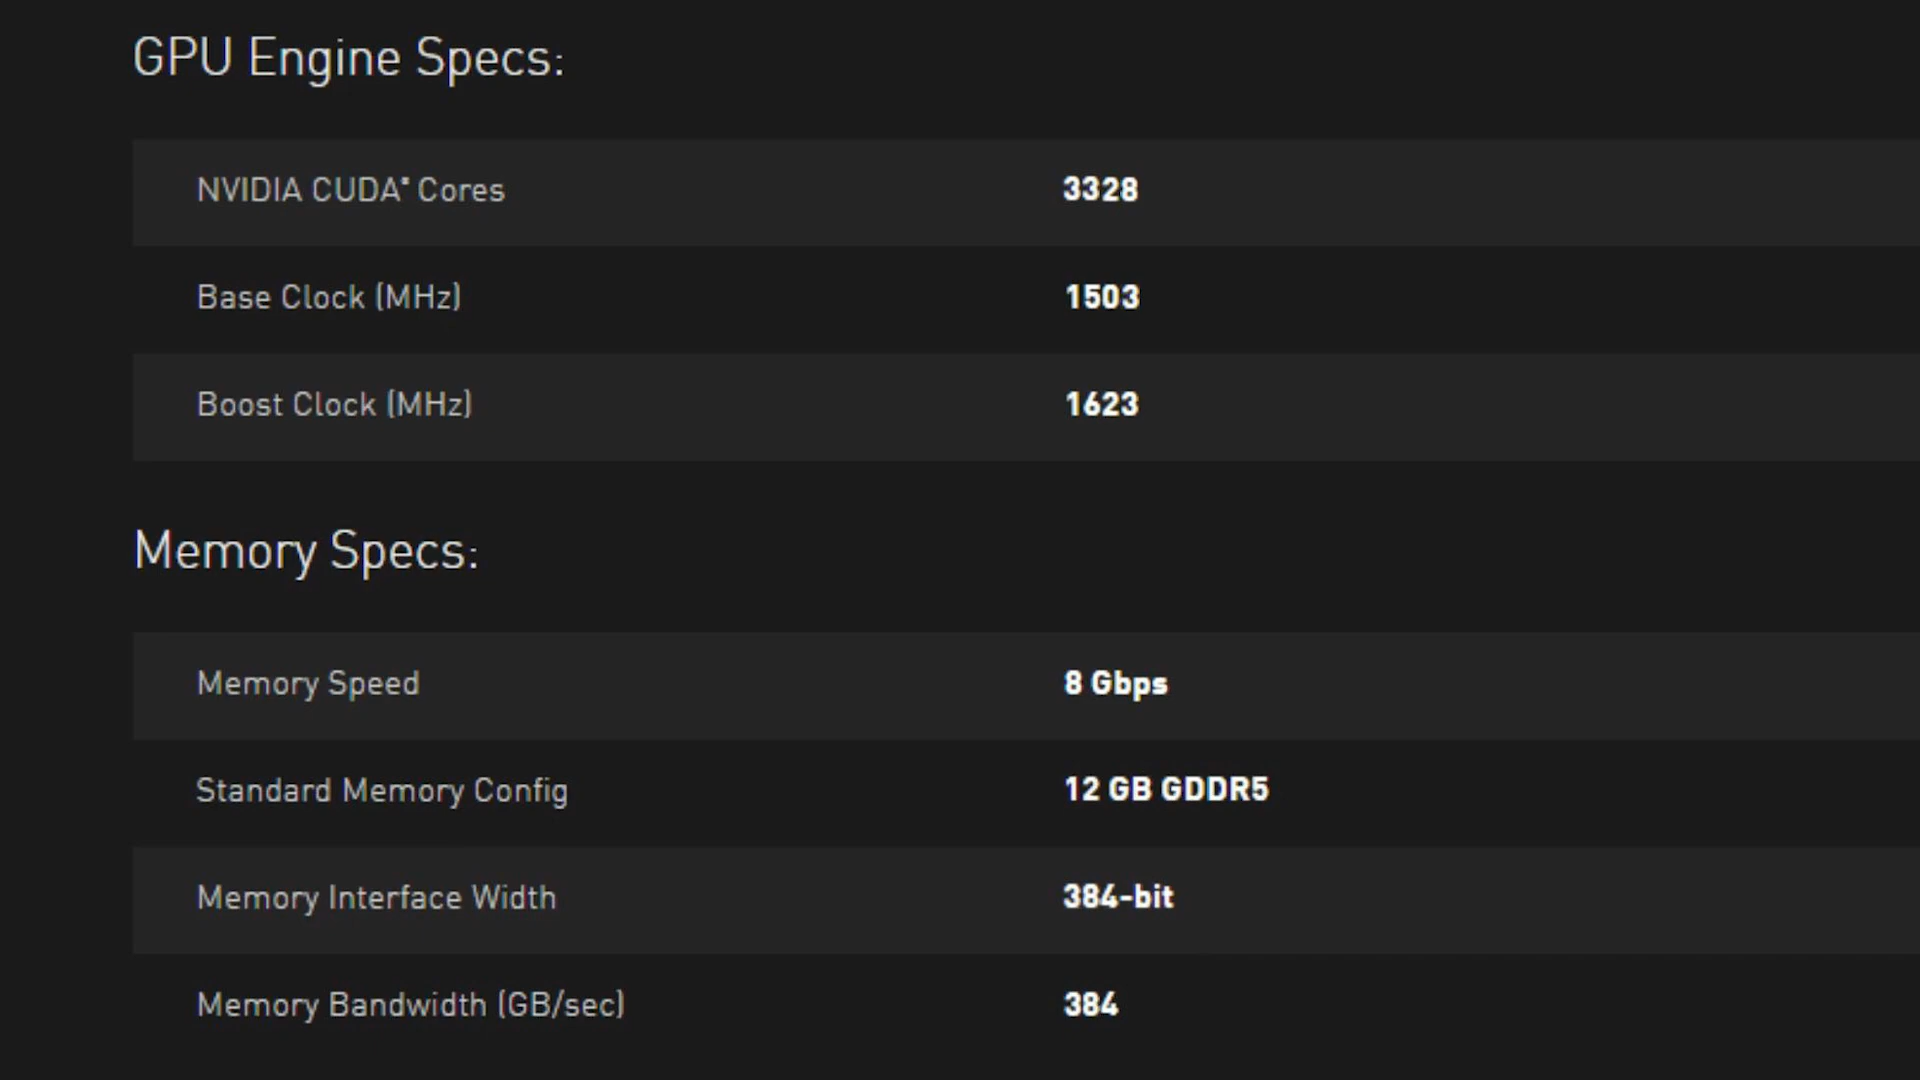 GPU Engine Specs:
NVIDIA CUDA® Cores 3328
Base Clock (MHz) 1503
Boost Clock (MHz) 1623
Memory Specs:
Memory Speed 8 Gbps
Standard Memory Config 12 GB GDDR5
Memory Interface Width 384-bit
Memory Bandwidth (GB/sec) 384